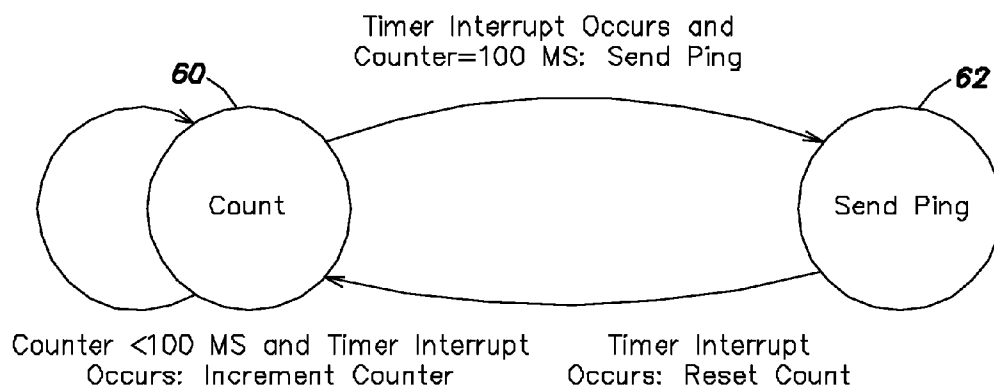 Timer Interrupt Occurs and
Counter=100 MS: Send Ping
60
62
Count
Send Ping
Counter <100 MS and Timer Interrupt
Occurs: Increment Counter
Timer Interrupt
Occurs: Reset Count